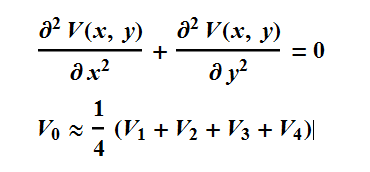 ∂² V(x, y) / ∂x² + ∂² V(x, y) / ∂y² = 0
V₀ ≈ 1/4 (V₁ + V₂ + V₃ + V₄)